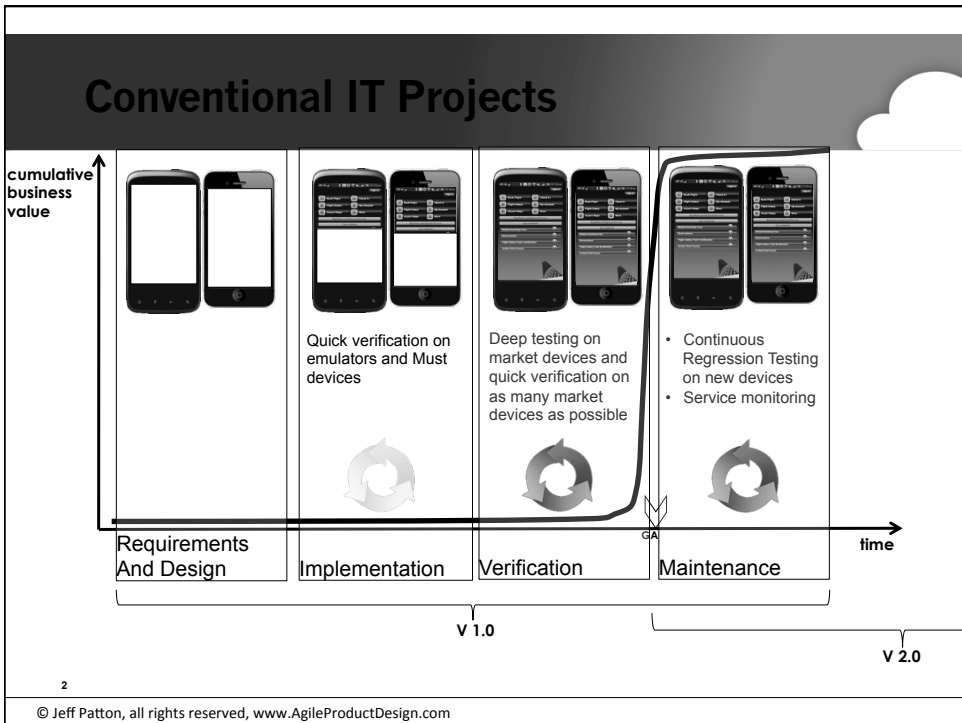 Conventional IT Projects
cumulative
business
value
Quick verification on
emulators and Must
devices
Deep testing on
market devices and
quick verification on
as many market
devices as possible
• Continuous
Regression Testing
on new devices
• Service monitoring
GA
time
Requirements
And Design
Implementation
Verification
Maintenance
V 1.0
V 2.0
2
© Jeff Patton, all rights reserved, www.AgileProductDesign.com